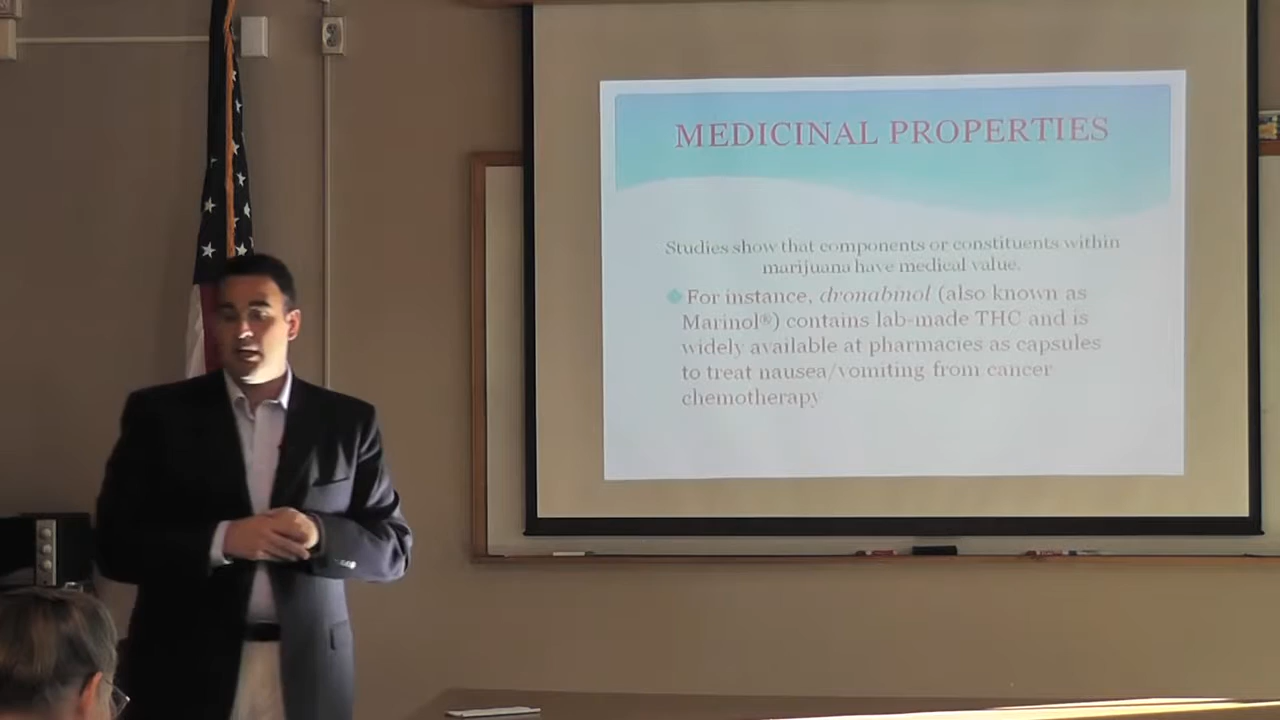 MEDICINAL PROPERTIES
Studies show that components or constituents within
marijuana have medical value.
For instance, dronabinol (also known as
Marinol®) contains lab-made THC and is
widely available at pharmacies as capsules
to treat nausea/vomiting from cancer
chemotherapy